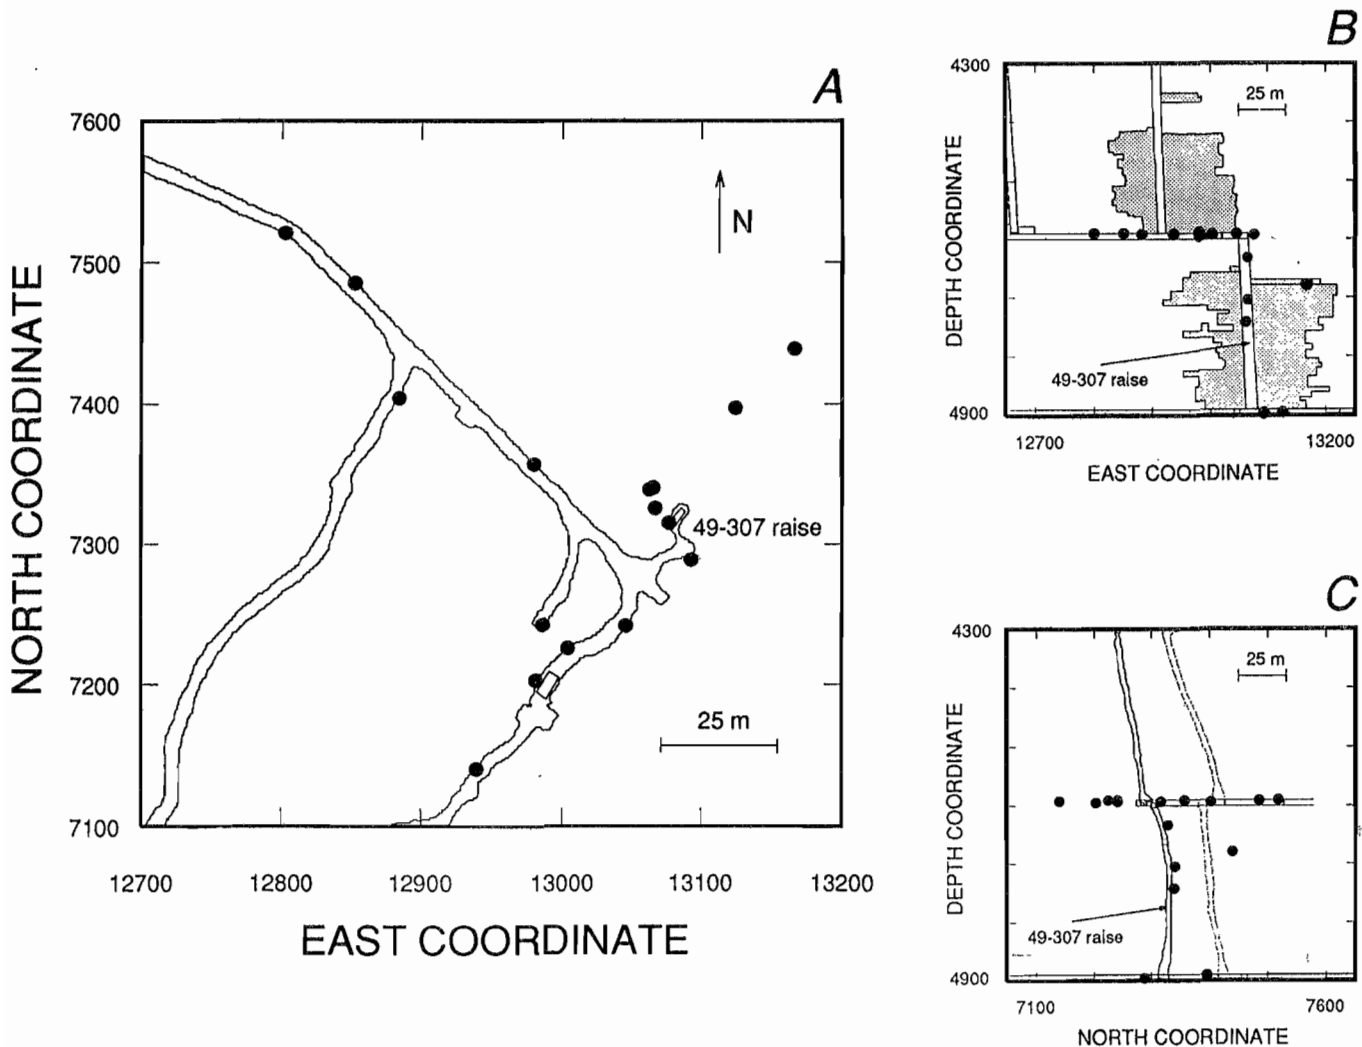 A
7600
7500
7400
7300
7200
7100
NORTH COORDINATE
N
49-307 raise
25 m
12700 12800 12900 13000 13100 13200
EAST COORDINATE
B
4300
25 m
DEPTH COORDINATE
49-307 raise
4900
12700 13200
EAST COORDINATE
C
4300
25 m
DEPTH COORDINATE
49-307 raise
4900
7100 7600
NORTH COORDINATE